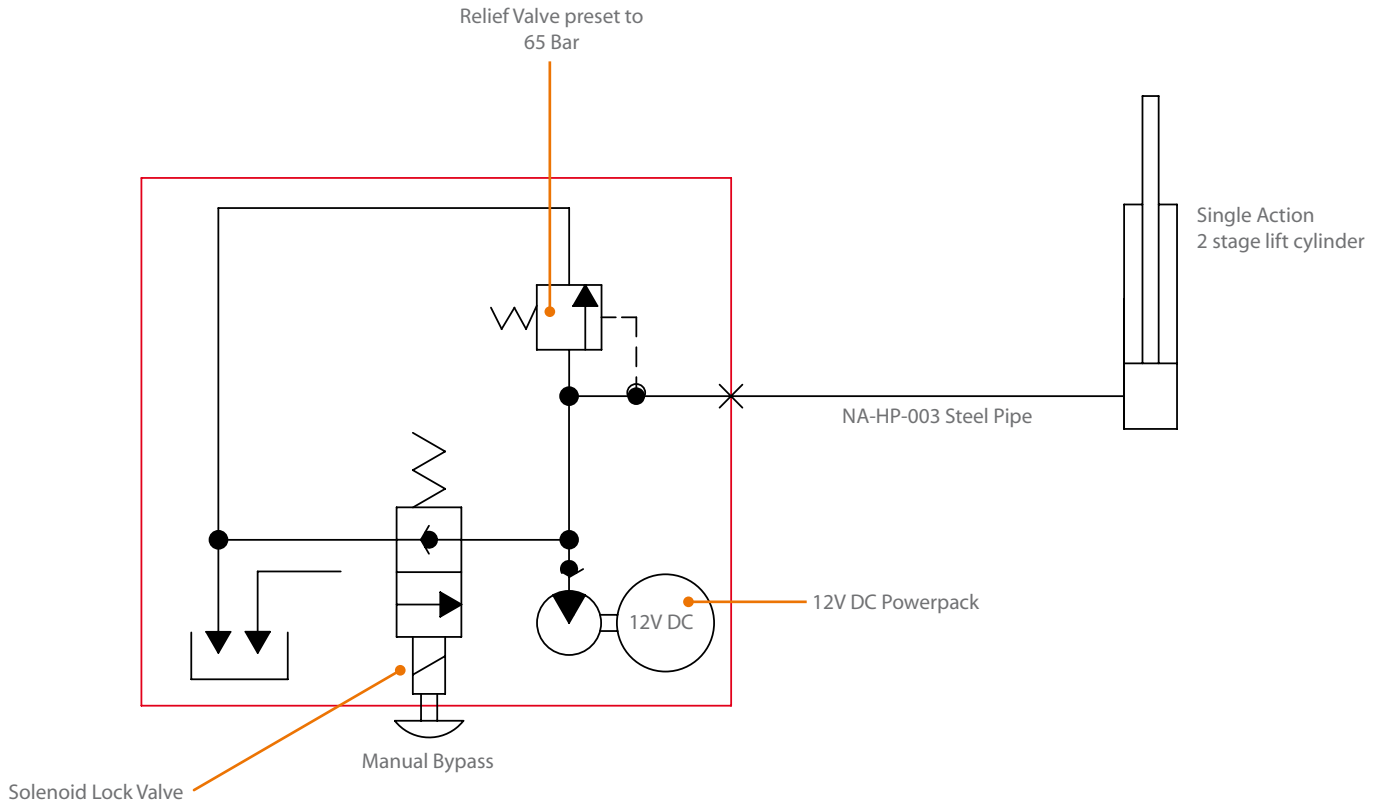 Relief Valve preset to
65 Bar
Single Action
2 stage lift cylinder
NA-HP-003 Steel Pipe
12V DC
12V DC Powerpack
Manual Bypass
Solenoid Lock Valve